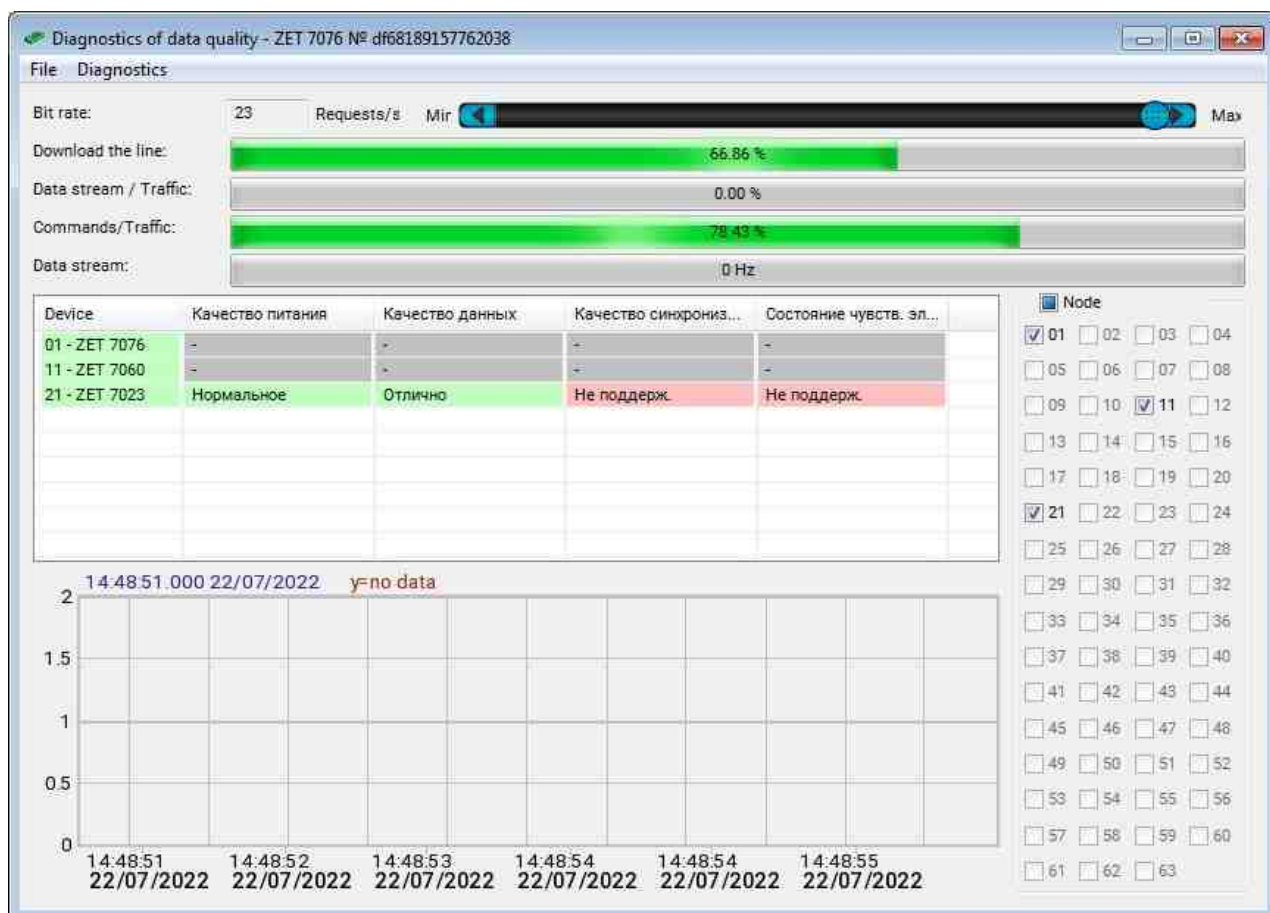 Diagnostics of data quality - ZET 7076 № df68189157762038
File Diagnostics
Bit rate: 23 Requests/s Mir Max
Download the line: 66.86 %
Data stream / Traffic: 0.00 %
Commands/Traffic: 78.43 %
Data stream: 0 Hz
Device Качество питания Качество данных Качество синхрониз... Состояние чувств. эл...
01 - ZET 7076 - - - -
11 - ZET 7060 - - - -
21 - ZET 7023 Нормальное Отлично Не поддерж. Не поддерж.
Node
01 02 03 04
05 06 07 08
09 10 11 12
13 14 15 16
17 18 19 20
21 22 23 24
25 26 27 28
29 30 31 32
33 34 35 36
37 38 39 40
41 42 43 44
45 46 47 48
49 50 51 52
53 54 55 56
57 58 59 60
61 62 63
14:48:51.000 22/07/2022 y=no data
2
1.5
1
0.5
0
14:48:51 14:48:52 14:48:53 14:48:54 14:48:54 14:48:55
22/07/2022 22/07/2022 22/07/2022 22/07/2022 22/07/2022 22/07/2022